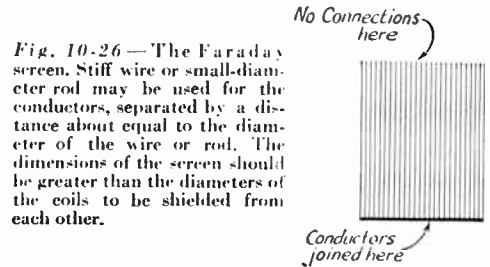 Fig. 10-26 — The Faraday
screen. Stiff wire or small-diam-
eter rod may be used for the
conductors, separated by a dis-
tance about equal to the diam-
eter of the wire or rod. The
dimensions of the screen should
be greater than the diameters of
the coils to be shielded from
each other.
No Connections
here
Conductors
joined here